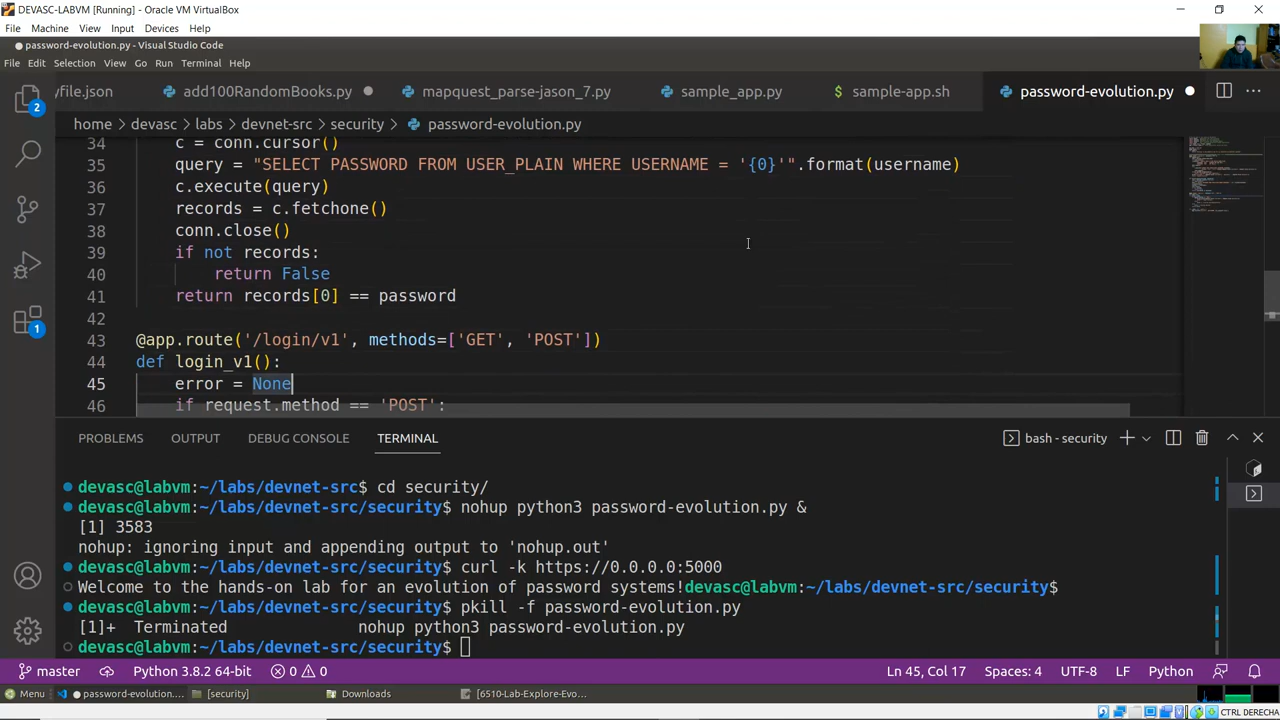 DEVASC-LABVM [Running] - Oracle VM VirtualBox
File Machine View Input Devices Help
password-evolution.py - Visual Studio Code
File Edit Selection View Go Run Terminal Help
yfile.json add100RandomBooks.py mapquest_parse-jason_7.py sample_app.py $ sample-app.sh password-evolution.py
home > devasc > labs > devnet-src > security > password-evolution.py
34 c = conn.cursor()
35 query = "SELECT PASSWORD FROM USER_PLAIN WHERE USERNAME = '{0}'".format(username)
36 c.execute(query)
37 records = c.fetchone()
38 conn.close()
39 if not records:
40 return False
41 return records[0] == password
42
43 @app.route('/login/v1', methods=['GET', 'POST'])
44 def login_v1():
45 error = None
46 if request.method == 'POST':
2
1
PROBLEMS OUTPUT DEBUG CONSOLE TERMINAL bash - security
devasc@labvm:~/labs/devnet-src$ cd security/
devasc@labvm:~/labs/devnet-src/security$ nohup python3 password-evolution.py &
[1] 3583
nohup: ignoring input and appending output to 'nohup.out'
devasc@labvm:~/labs/devnet-src/security$ curl -k https://0.0.0.0:5000
Welcome to the hands-on lab for an evolution of password systems!devasc@labvm:~/labs/devnet-src/security$
devasc@labvm:~/labs/devnet-src/security$ pkill -f password-evolution.py
[1]+ Terminated nohup python3 password-evolution.py
devasc@labvm:~/labs/devnet-src/security$
master Python 3.8.2 64-bit 0 0 Ln 45, Col 17 Spaces: 4 UTF-8 LF Python
Menu password-evolution.... [security] Downloads [6510-Lab-Explore-Evo...
CTRL DERECHA